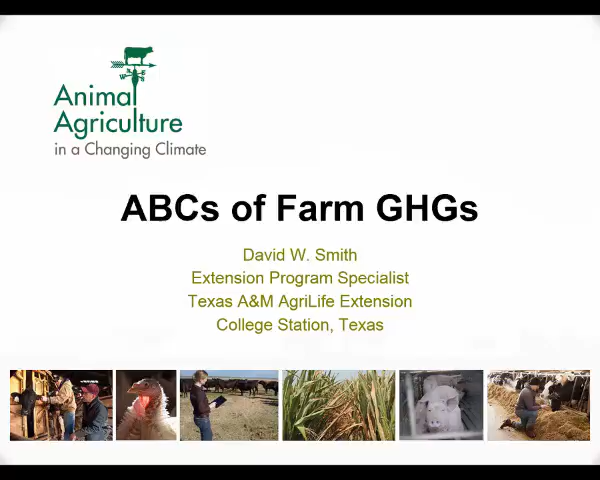 Animal
Agriculture
in a Changing Climate
ABCs of Farm GHGs
David W. Smith
Extension Program Specialist
Texas A&M AgriLife Extension
College Station, Texas